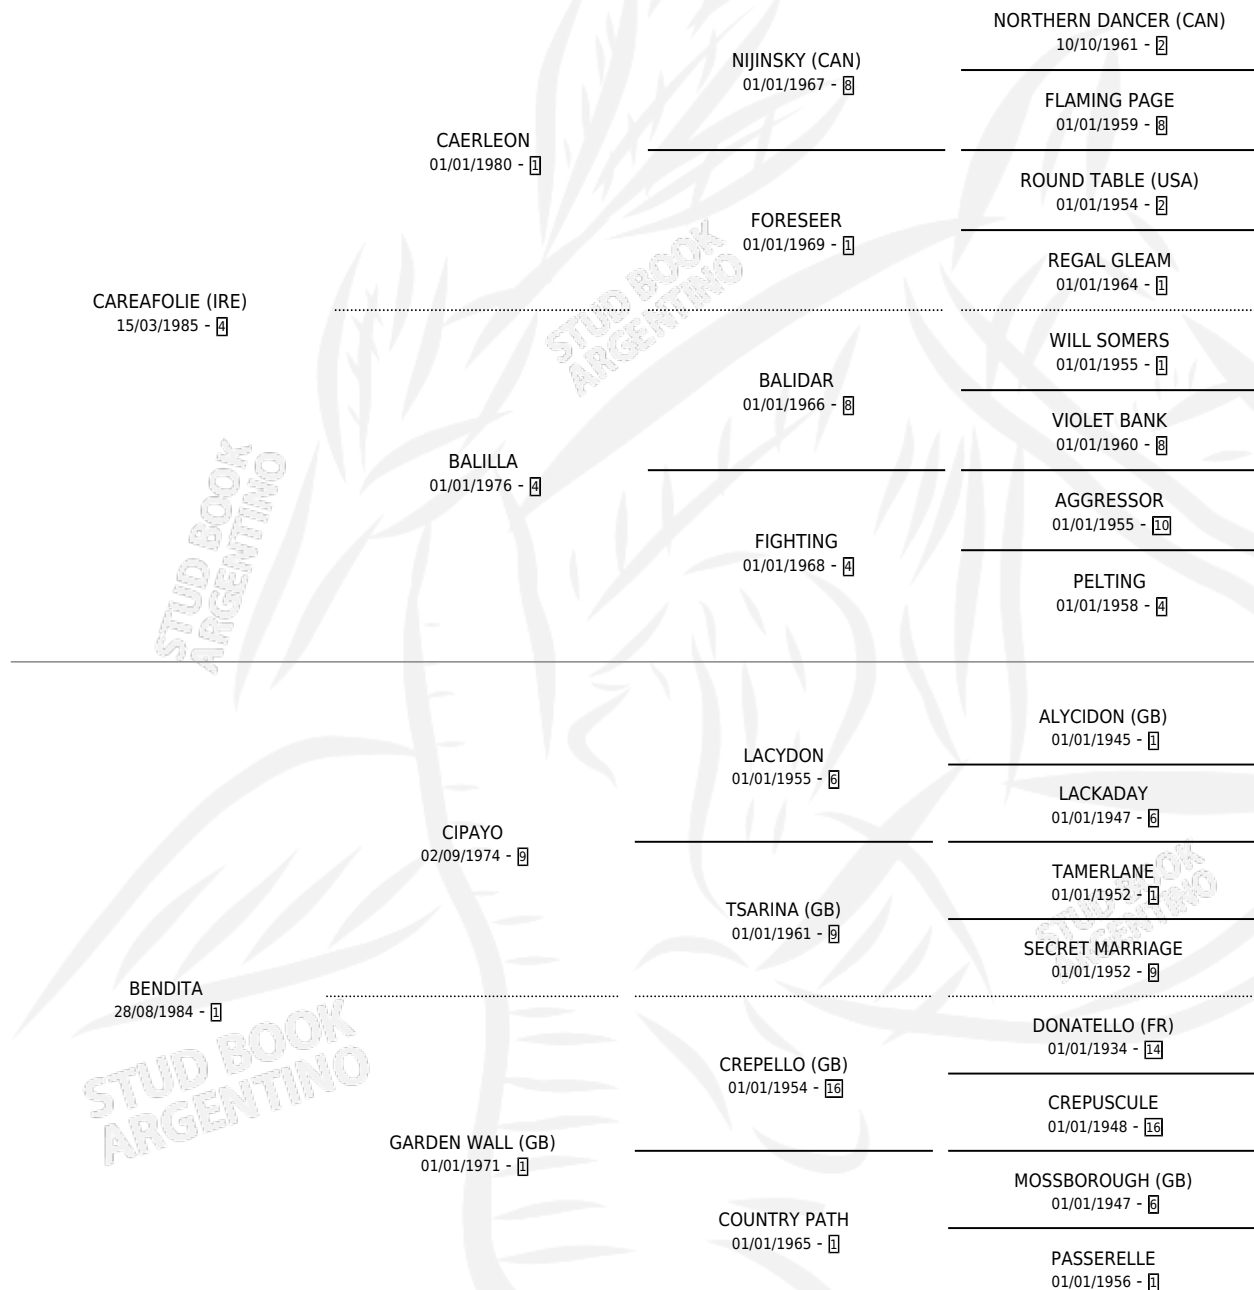 NORTHERN DANCER (CAN)
10/10/1961 - 2
NIJINSKY (CAN)
01/01/1967 - 8
FLAMING PAGE
01/01/1959 - 8
CAERLEON
01/01/1980 - 1
ROUND TABLE (USA)
01/01/1954 - 2
FORESEER
01/01/1969 - 1
REGAL GLEAM
01/01/1964 - 1
CAREAFOLIE (IRE)
15/03/1985 - 4
WILL SOMERS
01/01/1955 - 1
BALIDAR
01/01/1966 - 8
VIOLET BANK
01/01/1960 - 8
BALILLA
01/01/1976 - 4
AGGRESSOR
01/01/1955 - 10
FIGHTING
01/01/1968 - 4
PELTING
01/01/1958 - 4
ALYCIDON (GB)
01/01/1945 - 1
LACYDON
01/01/1955 - 6
LACKADAY
01/01/1947 - 6
CIPAYO
02/09/1974 - 9
TAMERLANE
01/01/1952 - 1
TSARINA (GB)
01/01/1961 - 9
SECRET MARRIAGE
01/01/1952 - 9
BENDITA
28/08/1984 - 1
DONATELLO (FR)
01/01/1934 - 14
CREPELLO (GB)
01/01/1954 - 16
CREPUSCULE
01/01/1948 - 16
GARDEN WALL (GB)
01/01/1971 - 1
MOSSBOROUGH (GB)
01/01/1947 - 6
COUNTRY PATH
01/01/1965 - 1
PASSERELLE
01/01/1956 - 1
STUD BOOK
ARGENTINO
STUD BOOK
ARGENTINO
STUD BOOK
ARGENTINO
STUD BOOK
ARGENTINO